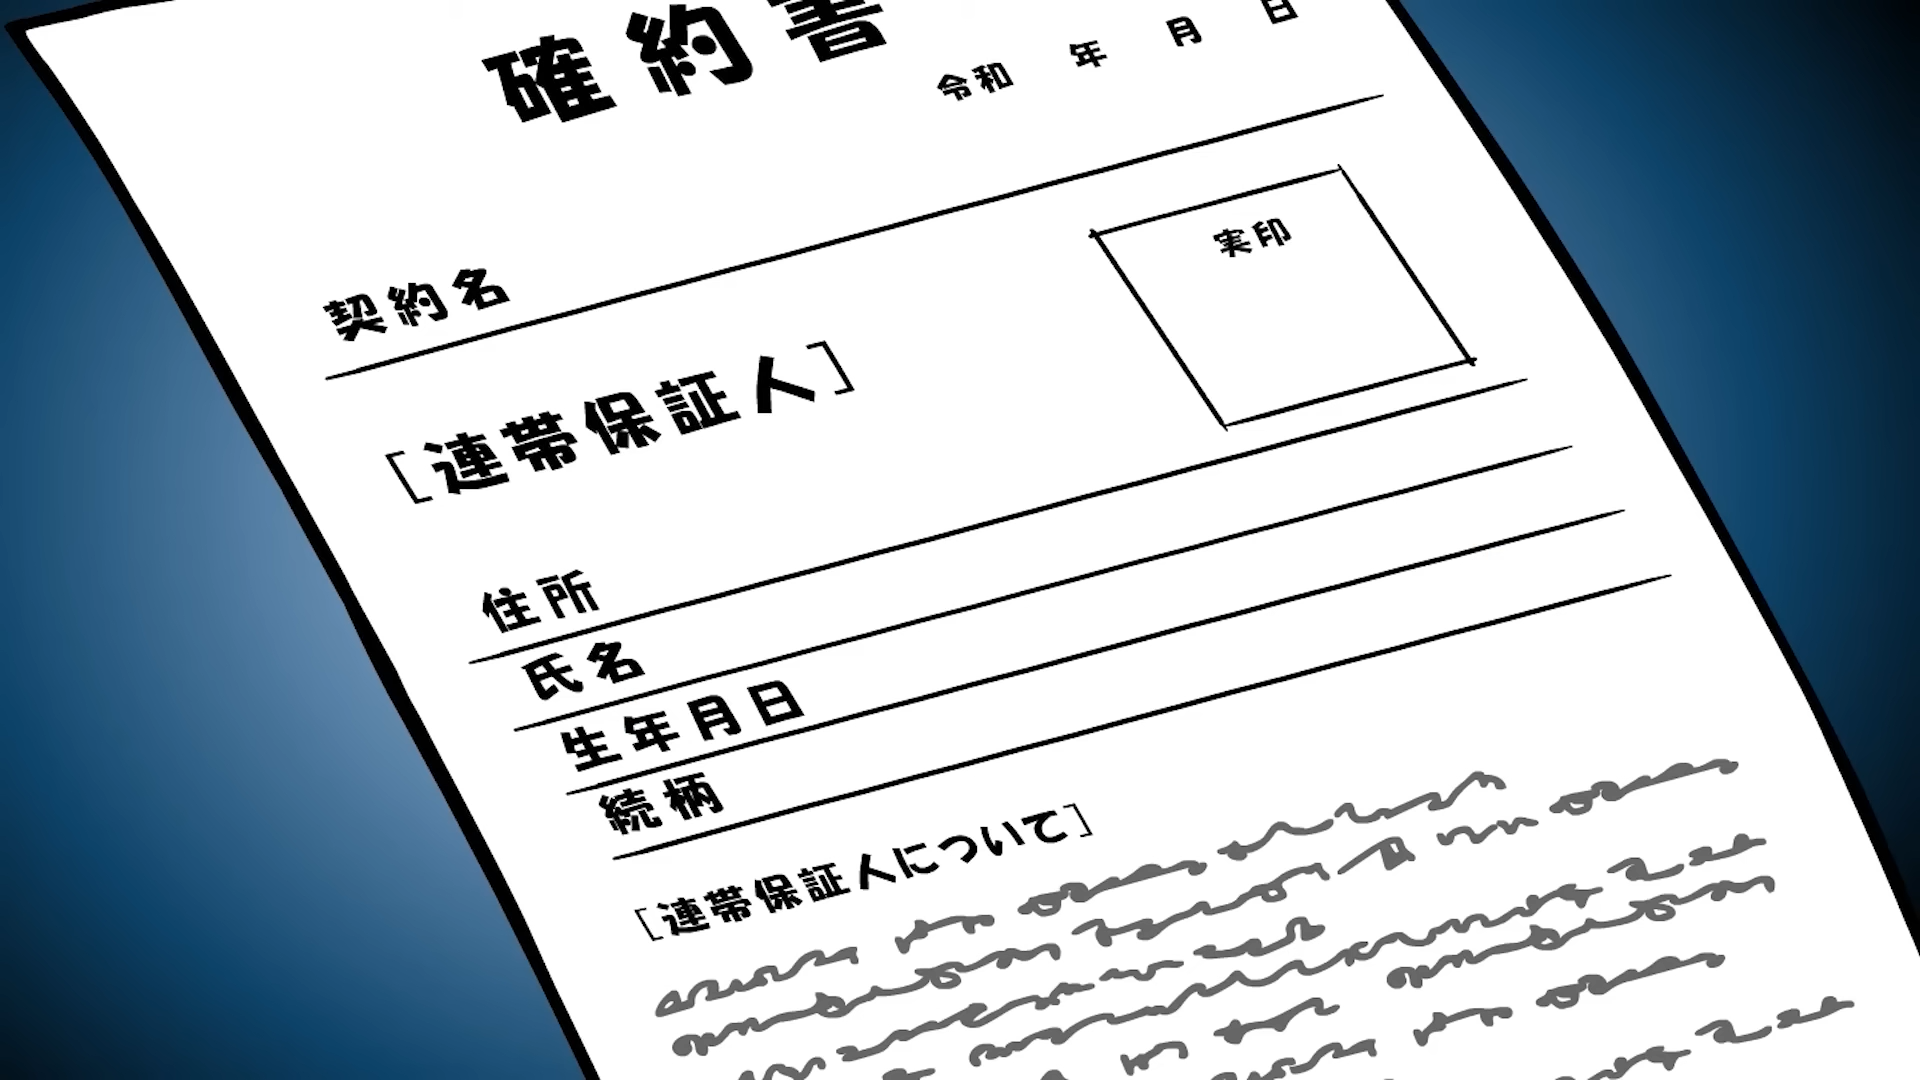 確約書
令和 年 月 日
契約名
実印
[連帯保証人]
住所
氏名
生年月日
続柄
[連帯保証人について]